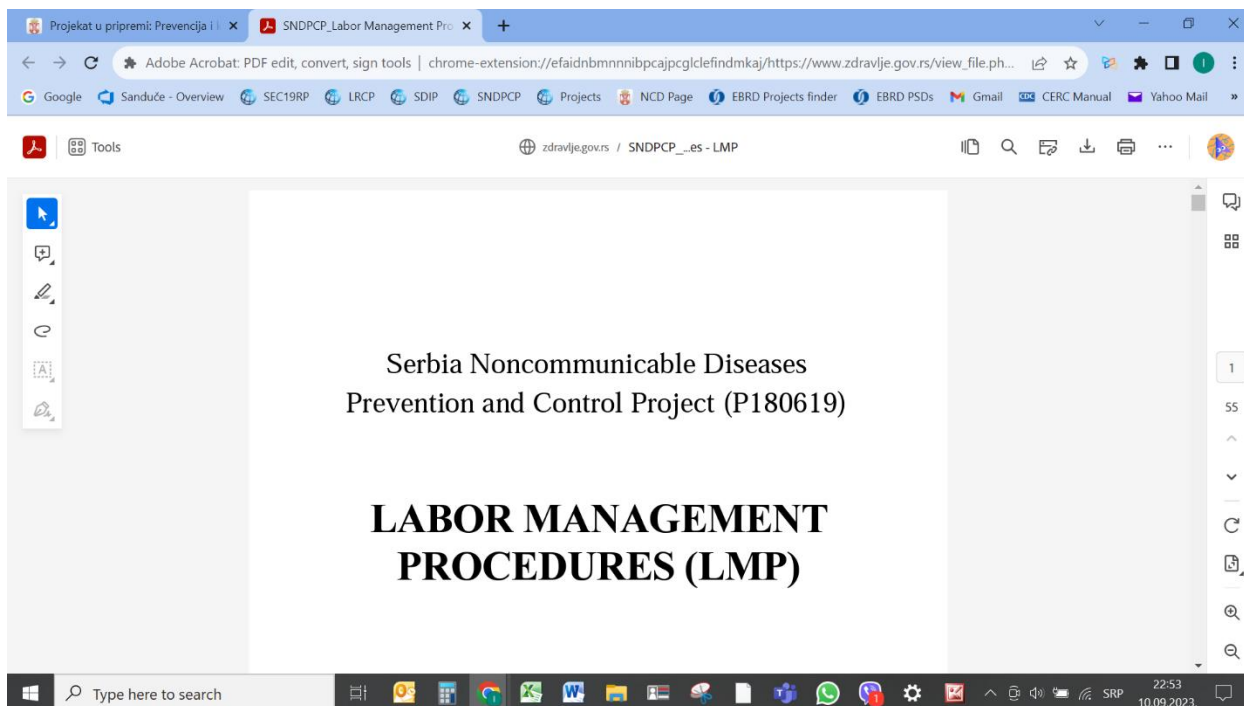 Projekat u pripremi: Prevencija i
SNDPCP_Labor Management Pro
Adobe Acrobat: PDF edit, convert, sign tools | chrome-extension://efaidnbmnnnibpcajpcglclefindmkaj/https://www.zdravlje.gov.rs/view_file.ph...
Google Sanduče - Overview SEC19RP LRCP SDIP SNDPCP Projects NCD Page EBRD Projects finder EBRD PSDs Gmail CERC Manual Yahoo Mail »
Tools
zdravlje.gov.rs / SNDPCP_...es - LMP
Serbia Noncommunicable Diseases
Prevention and Control Project (P180619)
LABOR MANAGEMENT
PROCEDURES (LMP)
1
55
Type here to search
SRP
22:53
10.09.2023.